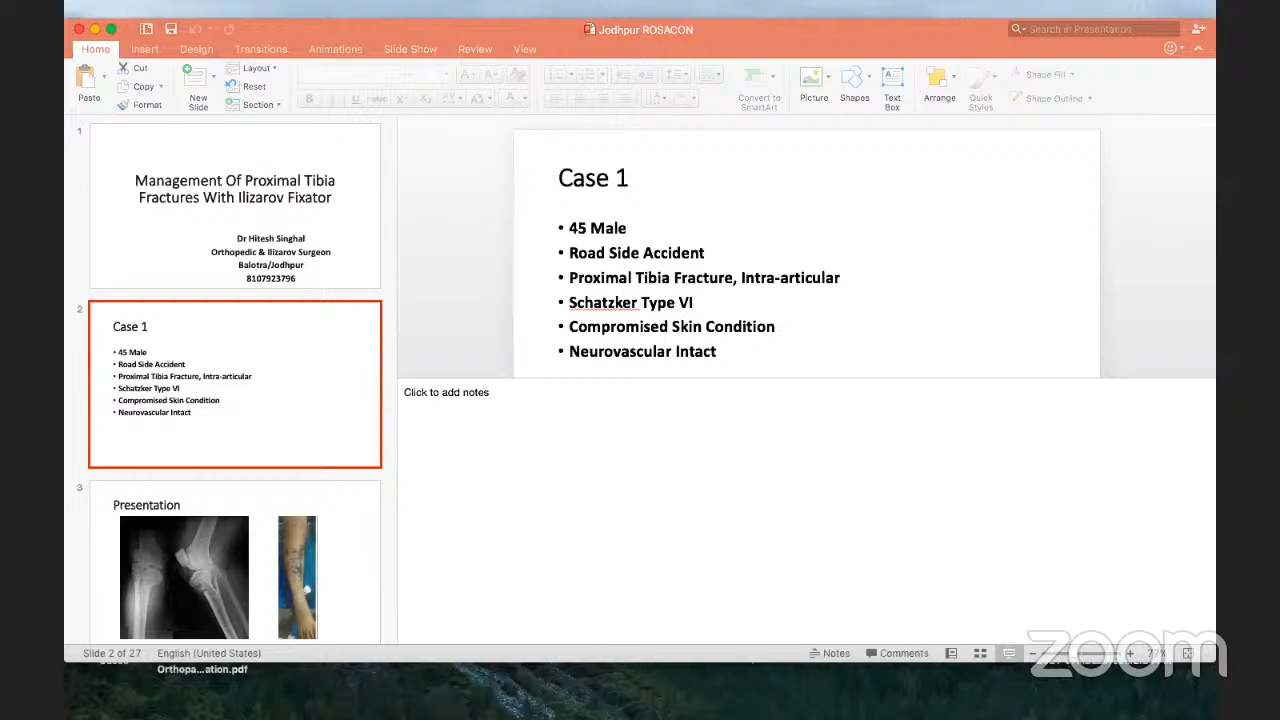 Jodhpur ROSACON
Search in Presentation
Home Insert Design Transitions Animations Slide Show Review View
Paste
Cut
Copy
Format
New
Slide
Layout
Reset
Section
Convert to
SmartArt
Picture
Shapes
Text
Box
Arrange
Quick
Styles
Shape Fill
Shape Outline
1
Management Of Proximal Tibia
Fractures With Ilizarov Fixator
Dr Hitesh Singhal
Orthopedic & Ilizarov Surgeon
Balotra/Jodhpur
8107923796
2
Case 1
• 45 Male
• Road Side Accident
• Proximal Tibia Fracture, Intra-articular
• Schatzker Type VI
• Compromised Skin Condition
• Neurovascular Intact
3
Presentation
Case 1
• 45 Male
• Road Side Accident
• Proximal Tibia Fracture, Intra-articular
• Schatzker Type VI
• Compromised Skin Condition
• Neurovascular Intact
Click to add notes
Slide 2 of 27 English (United States)
Notes Comments
Orthopa...ation.pdf
zoom